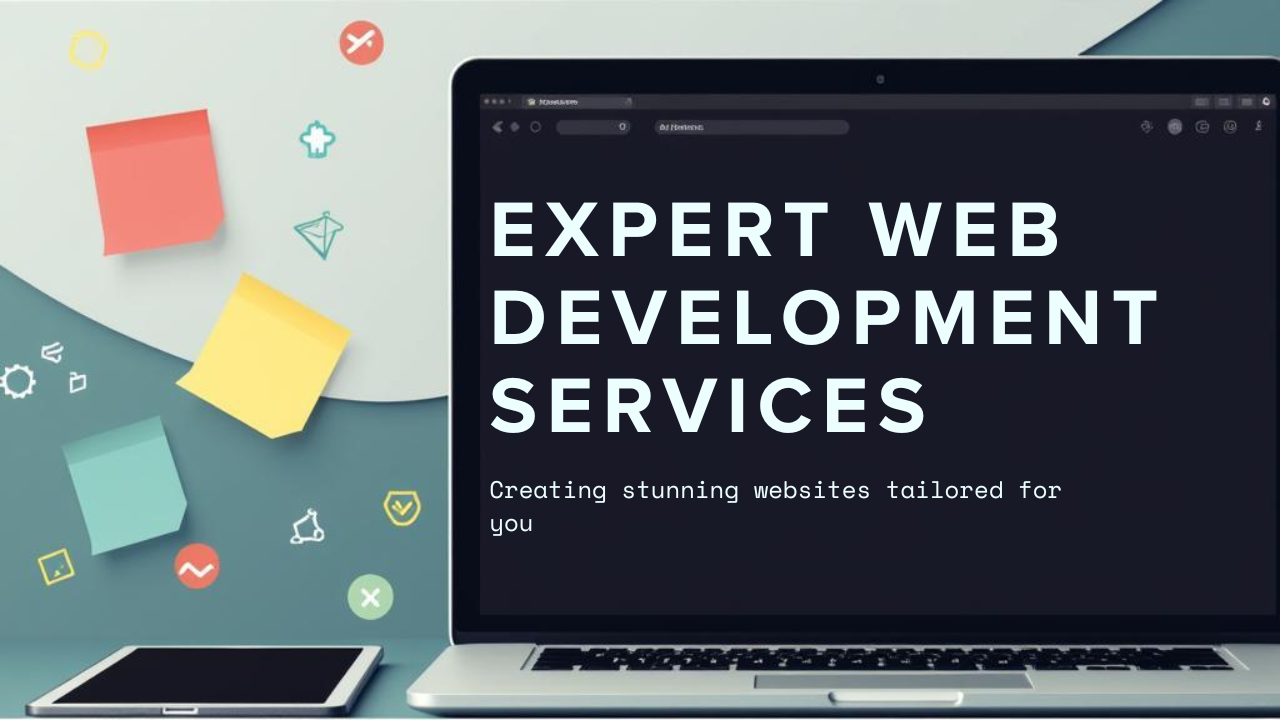 EXPERT WEB
DEVELOPMENT
SERVICES
Creating stunning websites tailored for
you